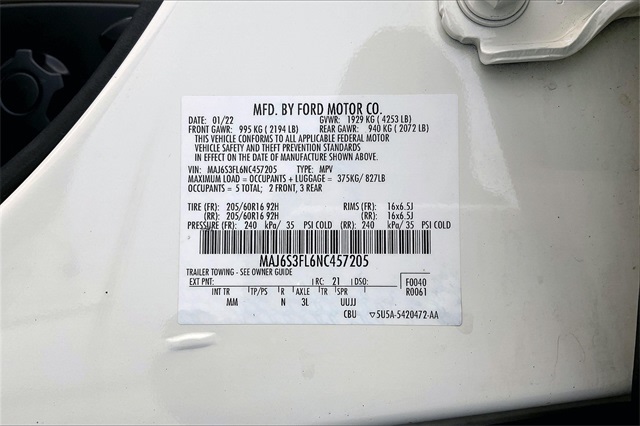 MFD. BY FORD MOTOR CO.
DATE: 01/22 GVWR: 1929 KG ( 4253 LB)
FRONT GAWR: 995 KG ( 2194 LB) REAR GAWR: 940 KG ( 2072 LB)
THIS VEHICLE CONFORMS TO ALL APPLICABLE FEDERAL MOTOR
VEHICLE SAFETY AND THEFT PREVENTION STANDARDS
IN EFFECT ON THE DATE OF MANUFACTURE SHOWN ABOVE.
VIN: MAJ6S3FL6NC457205 TYPE: MPV
MAXIMUM LOAD = OCCUPANTS + LUGGAGE = 375KG/ 827LB
OCCUPANTS = 5 TOTAL; 2 FRONT, 3 REAR
TIRE (FR): 205/60R16 92H RIMS (FR): 16x6.5J
(RR): 205/60R16 92H (RR): 16x6.5J
PRESSURE (FR): 240 kPa/ 35 PSI COLD (RR): 240 kPa/ 35 PSI COLD
MAJ6S3FL6NC457205
TRAILER TOWING - SEE OWNER GUIDE
EXT PNT: RC: 21 DSO: F0040
R0061
INT TR TP/PS R AXLE TR SPR
MM N 3L UUJJ
CBU ▽5U5A-5420472-AA